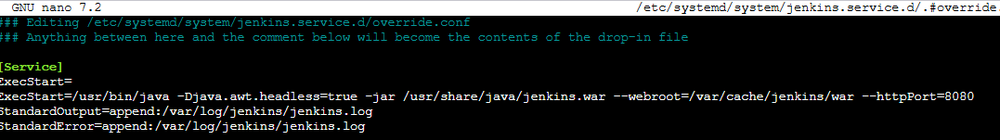 GNU nano 7.2 /etc/systemd/system/jenkins.service.d/.#override.
### Editing /etc/systemd/system/jenkins.service.d/override.conf
### Anything between here and the comment below will become the contents of the drop-in file
[Service]
ExecStart=
ExecStart=/usr/bin/java -Djava.awt.headless=true -jar /usr/share/java/jenkins.war --webroot=/var/cache/jenkins/war --httpPort=8080
StandardOutput=append:/var/log/jenkins/jenkins.log
StandardError=append:/var/log/jenkins/jenkins.log